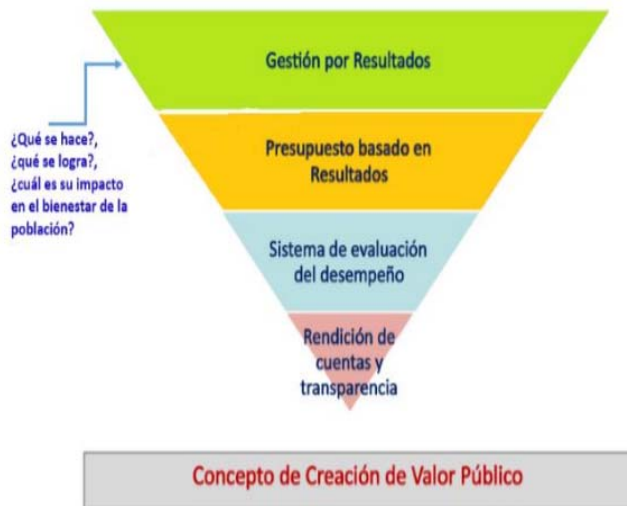 Gestión por Resultados
¿Qué se hace?,
¿qué se logra?,
¿cuál es su impacto
en el bienestar de la
población?
Presupuesto basado en
Resultados
Sistema de evaluación
del desempeño
Rendición de
cuentas y
transparencia
Concepto de Creación de Valor Público